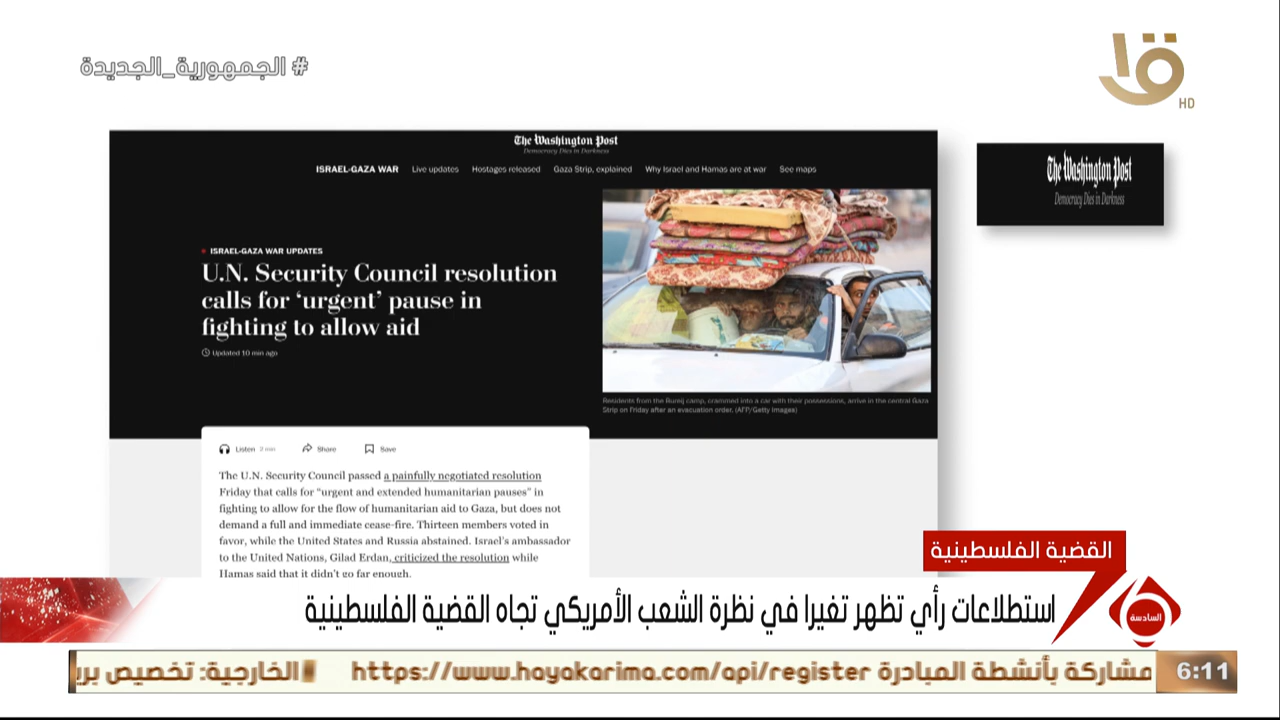 # الجمهورية_الجديدة
HD
The Washington Post
Democracy Dies in Darkness
The Washington Post
Democracy Dies in Darkness
ISRAEL-GAZA WAR Live updates Hostages released Gaza Strip, explained Why Israel and Hamas are at war See maps
ISRAEL-GAZA WAR UPDATES
U.N. Security Council resolution
calls for ‘urgent’ pause in
fighting to allow aid
Updated 10 min ago
Residents from the Bureij camp, crammed into a car with their possessions, arrive in the central Gaza
Strip on Friday after an evacuation order. (AFP/Getty Images)
Listen 2 min Share Save
The U.N. Security Council passed a painfully negotiated resolution
Friday that calls for “urgent and extended humanitarian pauses” in
fighting to allow for the flow of humanitarian aid to Gaza, but does not
demand a full and immediate cease-fire. Thirteen members voted in
favor, while the United States and Russia abstained. Israel’s ambassador
to the United Nations, Gilad Erdan, criticized the resolution while
Hamas said that it didn’t go far enough.
القضية الفلسطينية
استطلاعات رأي تظهر تغيرا في نظرة الشعب الأمريكي تجاه القضية الفلسطينية
السادسة
6:11
مشاركة بأنشطة المبادرة https://www.hayakarima.com/api/register الخارجية: تخصيص